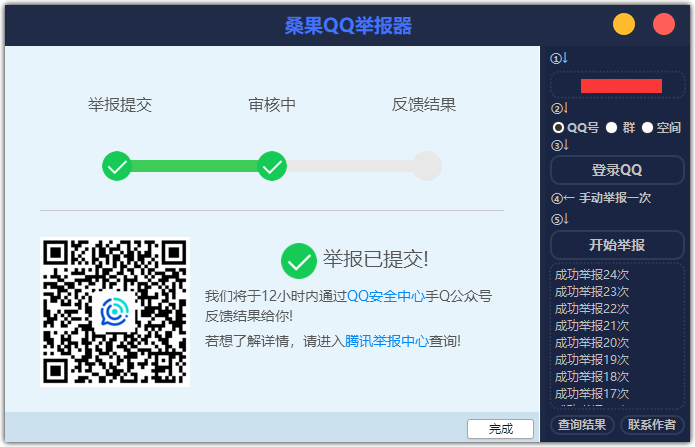 桑果QQ举报器
举报提交
审核中
反馈结果
举报已提交!
我们将于12小时内通过QQ安全中心手Q公众号
反馈结果给你!
若想了解详情，请进入腾讯举报中心查询!
完成
①↓
②↓
QQ号 群 空间
③↓
登录QQ
④← 手动举报一次
⑤↓
开始举报
成功举报24次
成功举报23次
成功举报22次
成功举报21次
成功举报20次
成功举报19次
成功举报18次
成功举报17次
查询结果 联系作者